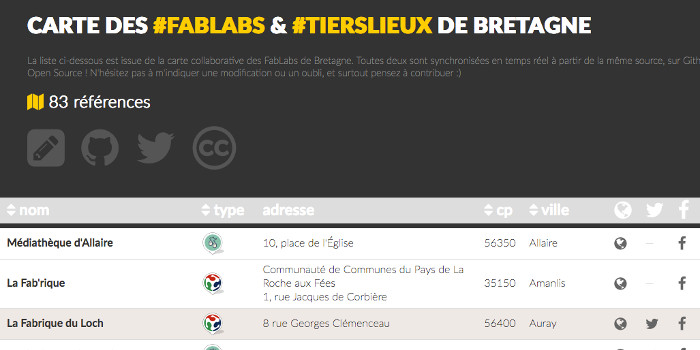 CARTE DES #FABLABS & #TIERSLIEUX DE BRETAGNE
La liste ci-dessous est issue de la carte collaborative des FabLabs de Bretagne. Toutes deux sont synchronisées en temps réel à partir de la même source, sur Gith
Open Source ! N'hésitez pas à m'indiquer une modification ou un oubli, et surtout pensez à contribuer :)
83 références
nom type adresse cp ville
Médiathèque d'Allaire 10, place de l'Église 56350 Allaire
Communauté de Communes du Pays de La
La Fab'rique Roche aux Fées 35150 Amanlis
1, rue Jacques de Corbière
La Fabrique du Loch 8 rue Georges Clémenceau 56400 Auray